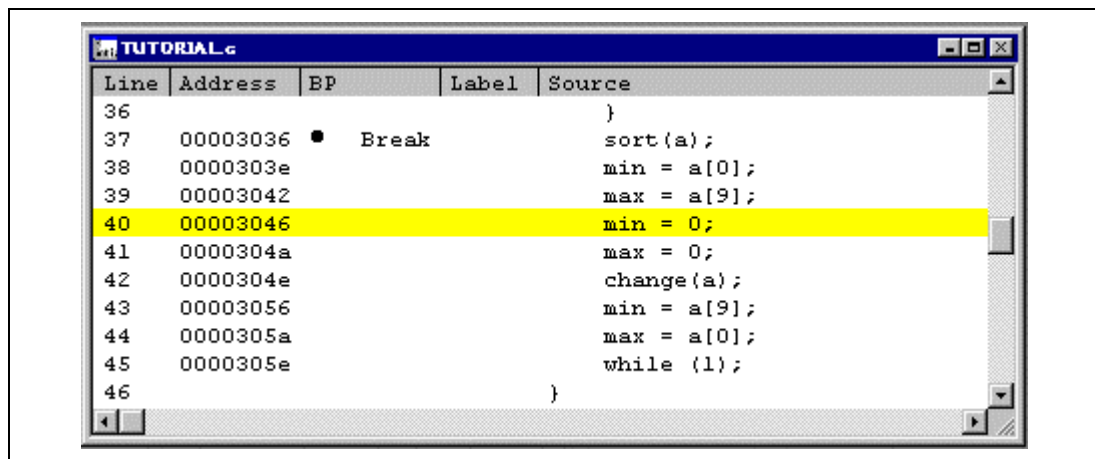 TUTORIAL.c
Line Address BP Label Source
36 }
37 00003036 ● Break sort(a);
38 0000303e min = a[0];
39 00003042 max = a[9];
40 00003046 min = 0;
41 0000304a max = 0;
42 0000304e change(a);
43 00003056 min = a[9];
44 0000305a max = a[0];
45 0000305e while (1);
46 }